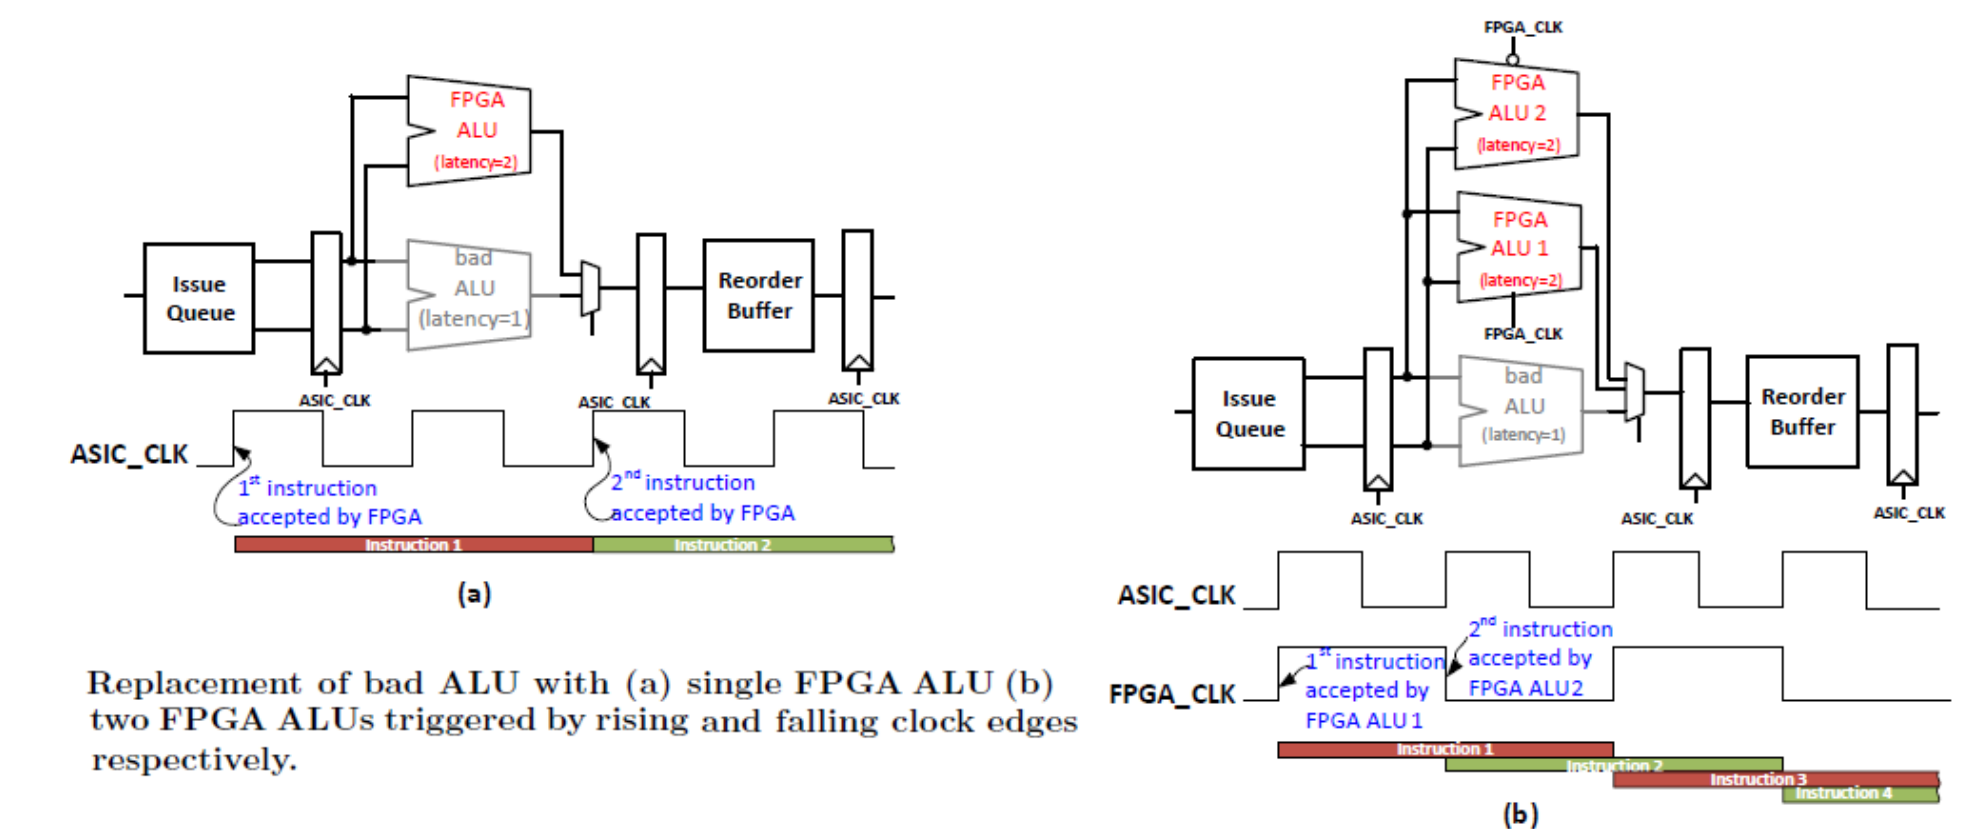 FPGA
ALU
(latency=2)
bad
ALU
(latency=1)
Issue
Queue
Reorder
Buffer
ASIC_CLK
ASIC CLK
ASIC_CLK
ASIC_CLK
1st instruction
accepted by FPGA
2nd instruction
accepted by FPGA
Instruction 1
Instruction 2
(a)
Replacement of bad ALU with (a) single FPGA ALU (b)
two FPGA ALUs triggered by rising and falling clock edges
respectively.
FPGA_CLK
FPGA
ALU 2
(latency=2)
FPGA
ALU 1
(latency=2)
FPGA_CLK
bad
ALU
(latency=1)
Issue
Queue
Reorder
Buffer
ASIC_CLK
ASIC_CLK
ASIC_CLK
ASIC_CLK
FPGA_CLK
1st instruction
accepted by
FPGA ALU 1
2nd instruction
accepted by
FPGA ALU2
Instruction 1
Instruction 2
Instruction 3
Instruction 4
(b)